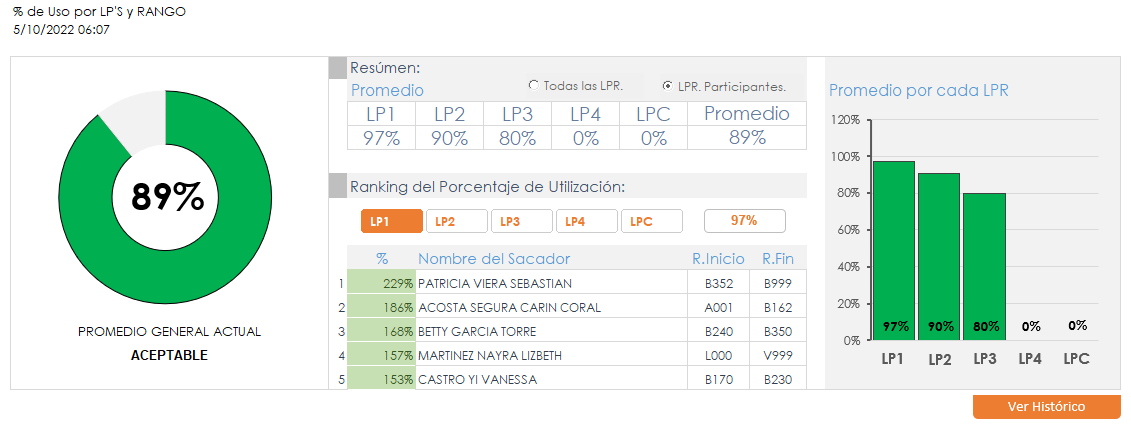 % de Uso por LP'S y RANGO
5/10/2022 06:07
89%
PROMEDIO GENERAL ACTUAL
ACEPTABLE
Resúmen:
Promedio
Todas las LPR.
LPR. Participantes.
LP1 LP2 LP3 LP4 LPC Promedio
97% 90% 80% 0% 0% 89%
Ranking del Porcentaje de Utilización:
LP1 LP2 LP3 LP4 LPC 97%
% Nombre del Sacador R.Inicio R.Fin
1 229% PATRICIA VIERA SEBASTIAN B352 B999
2 186% ACOSTA SEGURA CARIN CORAL A001 B162
3 168% BETTY GARCIA TORRE B240 B350
4 157% MARTINEZ NAYRA LIZBETH L000 V999
5 153% CASTRO YI VANESSA B170 B230
Promedio por cada LPR
120%
100%
80%
60%
40%
20%
0%
97% 90% 80% 0% 0%
LP1 LP2 LP3 LP4 LPC
Ver Histórico